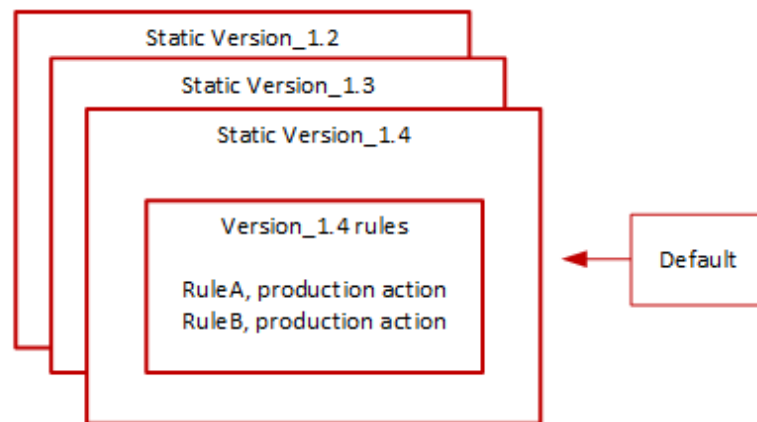 Static Version_1.2
Static Version_1.3
Static Version_1.4
Version_1.4 rules
RuleA, production action
RuleB, production action
Default